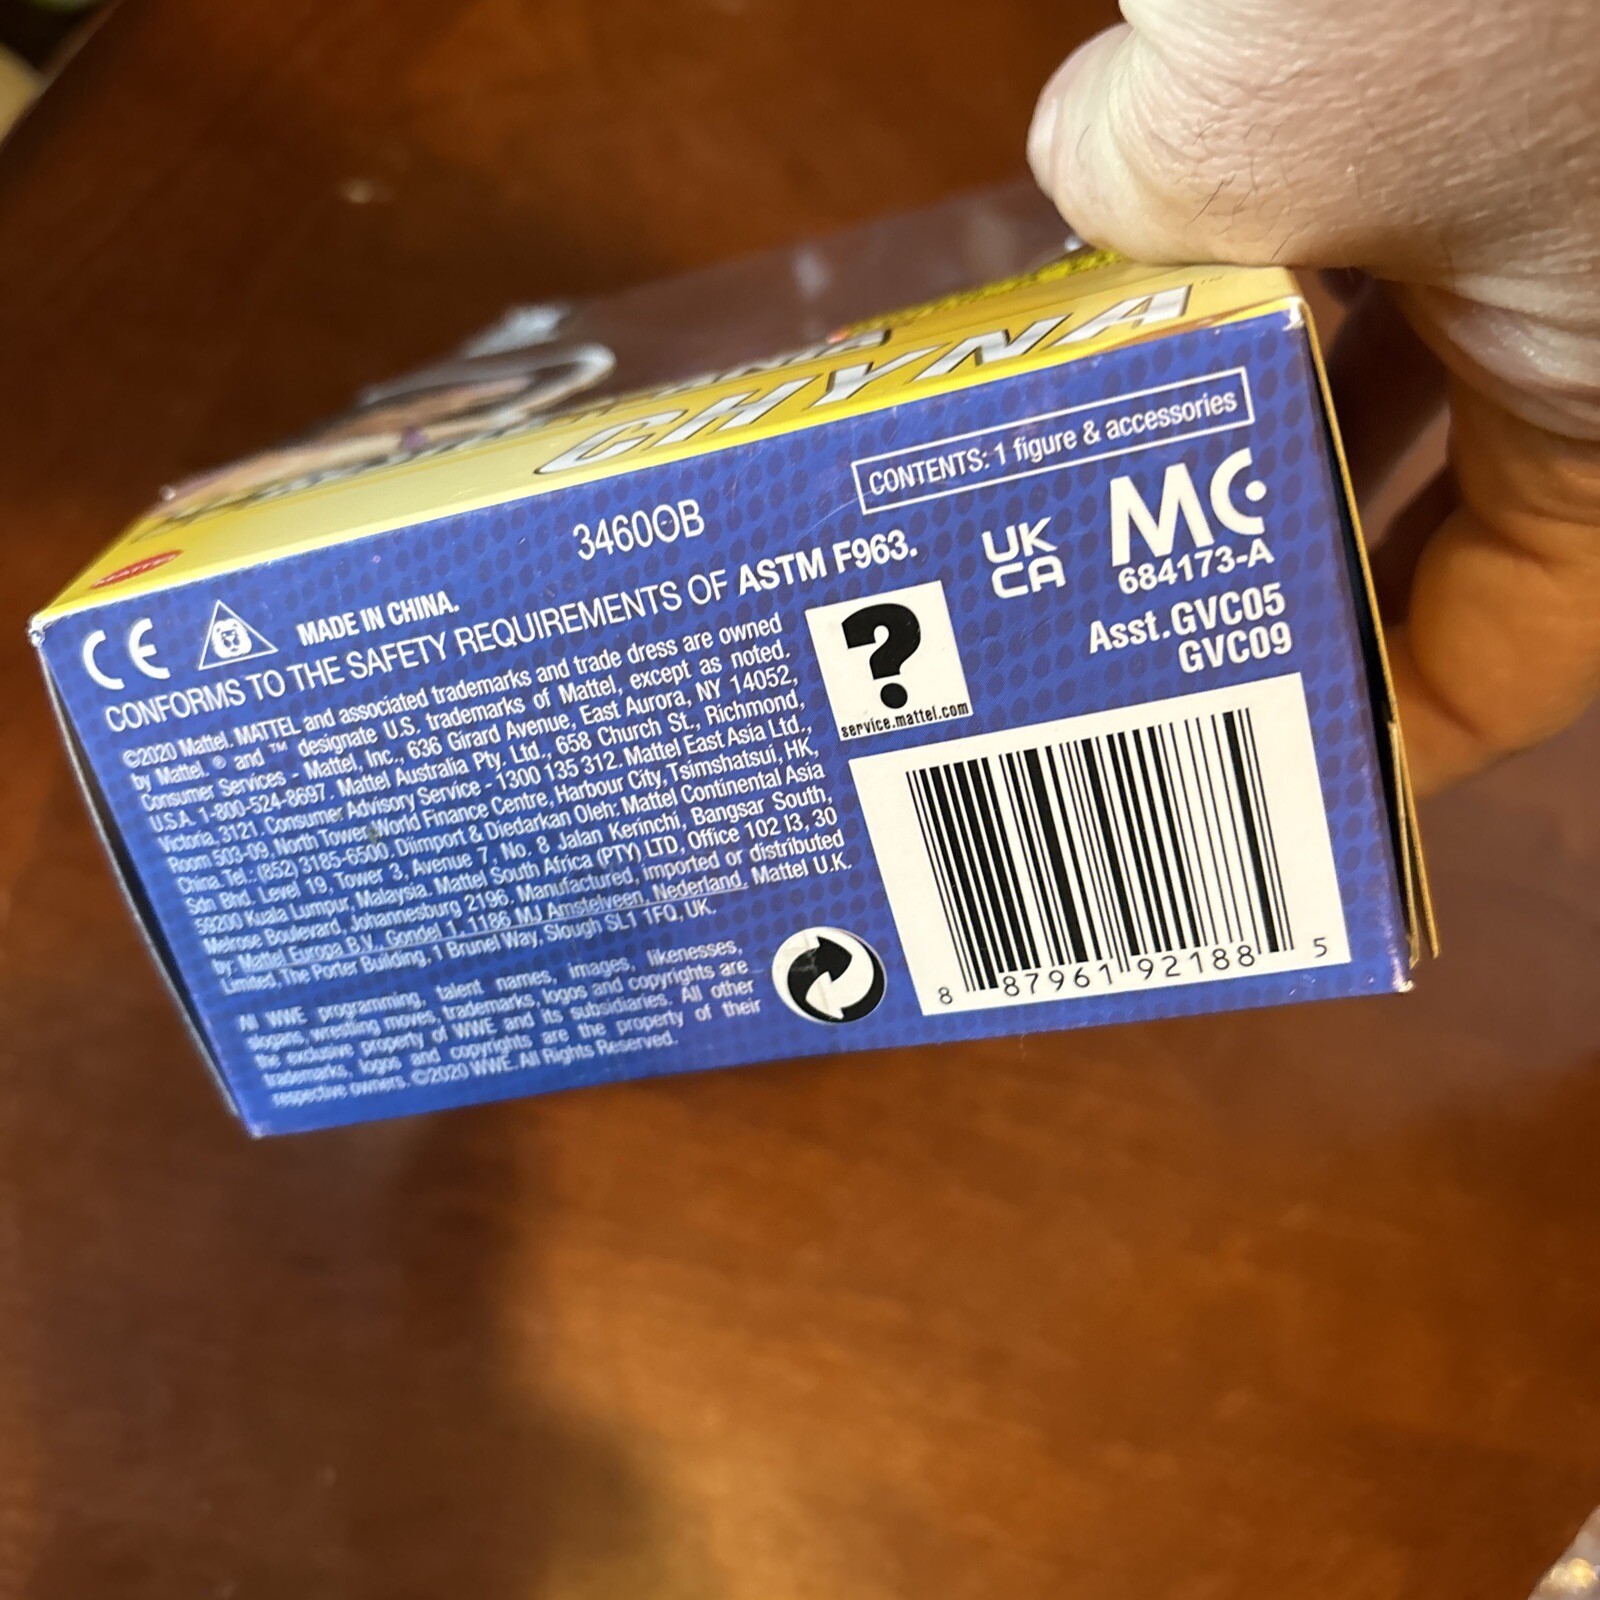 CHYNA
MATTEL
34600B
CONTENTS: 1 figure & accessories
CE
MADE IN CHINA.
CONFORMS TO THE SAFETY REQUIREMENTS OF ASTM F963.
UK
CA
MC
684173-A
Asst.GVC05
GVC09
©2020 Mattel. MATTEL and associated trademarks and trade dress are owned
by Mattel. ® and ™ designate U.S. trademarks of Mattel, except as noted.
Consumer Services - Mattel, Inc., 636 Girard Avenue, East Aurora, NY 14052,
U.S.A. 1-800-524-8697. Mattel Australia Pty. Ltd., 658 Church St., Richmond,
Victoria, 3121. Consumer Advisory Service - 1300 135 312. Mattel East Asia Ltd.,
Room 503-09, North Tower, World Finance Centre, Harbour City, Tsimshatsui, HK,
China. Tel.: (852) 3185-6500. Diimport & Diedarkan Oleh: Mattel Continental Asia
Sdn Bhd. Level 19, Tower 3, Avenue 7, No. 8 Jalan Kerinchi, Bangsar South,
59200 Kuala Lumpur, Malaysia. Mattel South Africa (PTY) LTD, Office 102 I3, 30
Melrose Boulevard, Johannesburg 2196. Manufactured, imported or distributed
by: Mattel Europa B.V., Gondel 1, 1186 MJ Amstelveen, Nederland. Mattel U.K.
Limited, The Porter Building, 1 Brunel Way, Slough SL1 1FQ, UK.
All WWE programming, talent names, images, likenesses,
slogans, wrestling moves, trademarks, logos and copyrights are
the exclusive property of WWE and its subsidiaries. All other
trademarks, logos and copyrights are the property of their
respective owners. ©2020 WWE. All Rights Reserved.
?
service.mattel.com
8 87961 92188 5